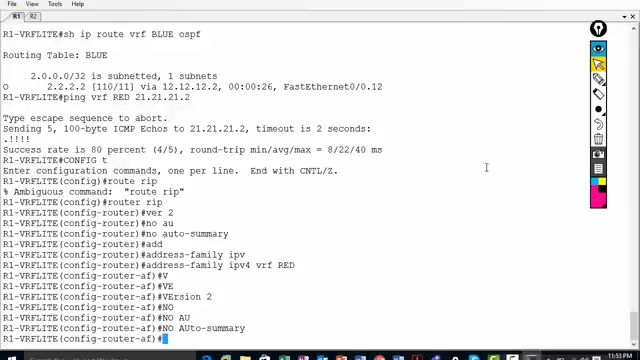 File View Tools Help
R1 R2
R1-VRFLITE#sh ip route vrf BLUE ospf
Routing Table: BLUE
2.0.0.0/32 is subnetted, 1 subnets
O 2.2.2.2 [110/11] via 12.12.12.2, 00:00:26, FastEthernet0/0.12
R1-VRFLITE#ping vrf RED 21.21.21.2
Type escape sequence to abort.
Sending 5, 100-byte ICMP Echos to 21.21.21.2, timeout is 2 seconds:
.!!!!
Success rate is 80 percent (4/5), round-trip min/avg/max = 8/22/40 ms
R1-VRFLITE#CONFIG t
Enter configuration commands, one per line. End with CNTL/Z.
R1-VRFLITE(config)#route rip
% Ambiguous command: "route rip"
R1-VRFLITE(config)#router rip
R1-VRFLITE(config-router)#ver 2
R1-VRFLITE(config-router)#no au
R1-VRFLITE(config-router)#no auto-summary
R1-VRFLITE(config-router)#add
R1-VRFLITE(config-router)#address-family ipv
R1-VRFLITE(config-router)#address-family ipv4 vrf RED
R1-VRFLITE(config-router-af)#V
R1-VRFLITE(config-router-af)#VE
R1-VRFLITE(config-router-af)#VErsion 2
R1-VRFLITE(config-router-af)#NO
R1-VRFLITE(config-router-af)#NO AU
R1-VRFLITE(config-router-af)#NO AUto-summary
R1-VRFLITE(config-router-af)#
11:53 PM